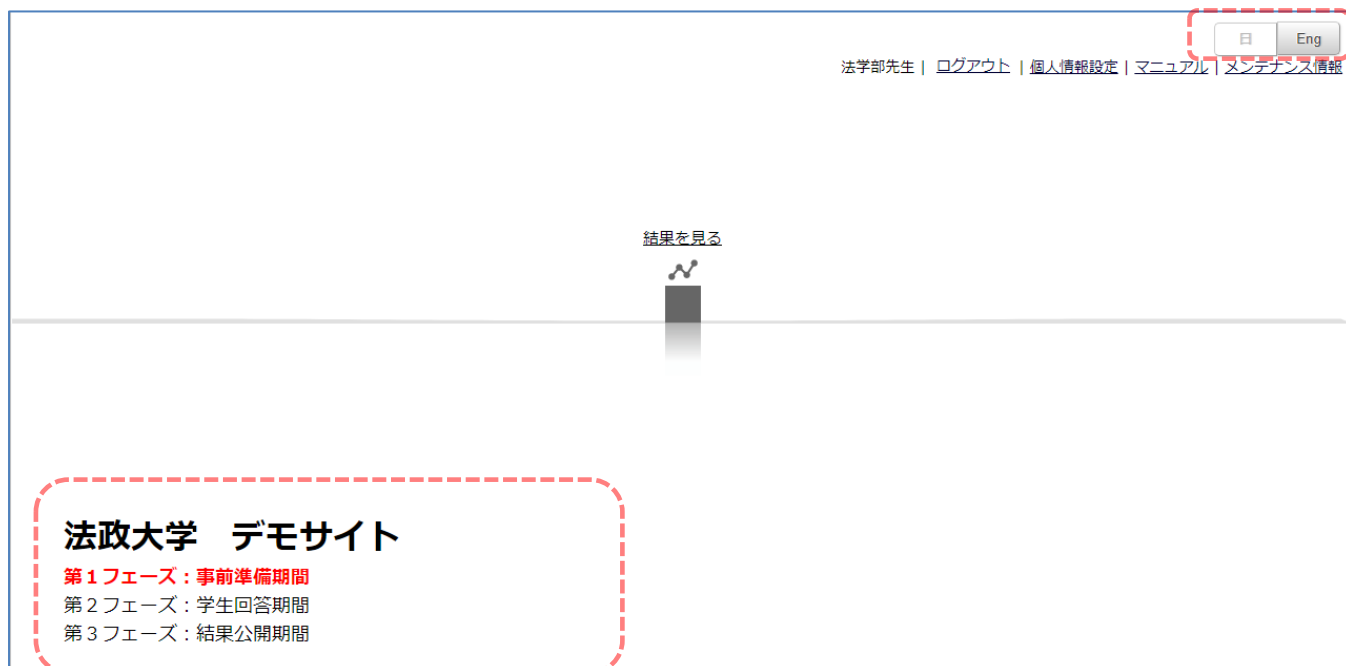 日 Eng
法学部先生 | ログアウト | 個人情報設定 | マニュアル | メンテナンス情報
結果を見る
法政大学　デモサイト
第１フェーズ：事前準備期間
第２フェーズ：学生回答期間
第３フェーズ：結果公開期間